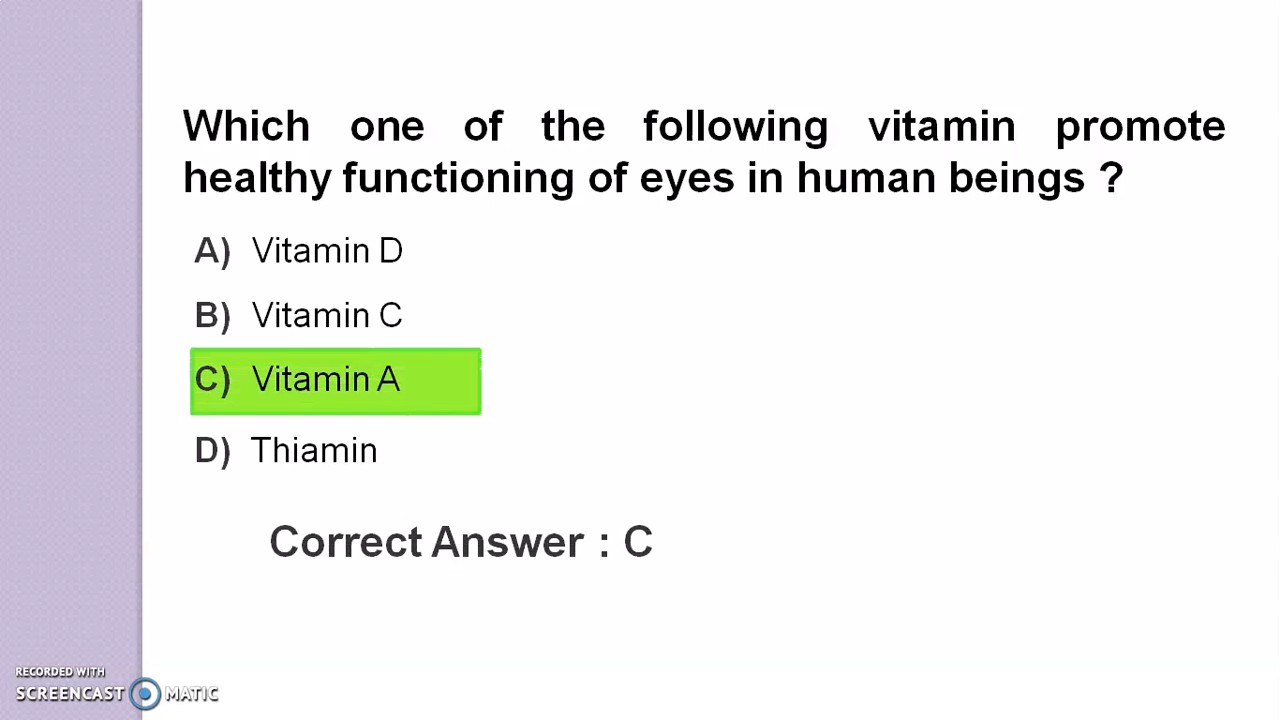 Which one of the following vitamin promote
healthy functioning of eyes in human beings ?
A) Vitamin D
B) Vitamin C
C) Vitamin A
D) Thiamin
Correct Answer : C
RECORDED WITH
SCREENCAST MATIC